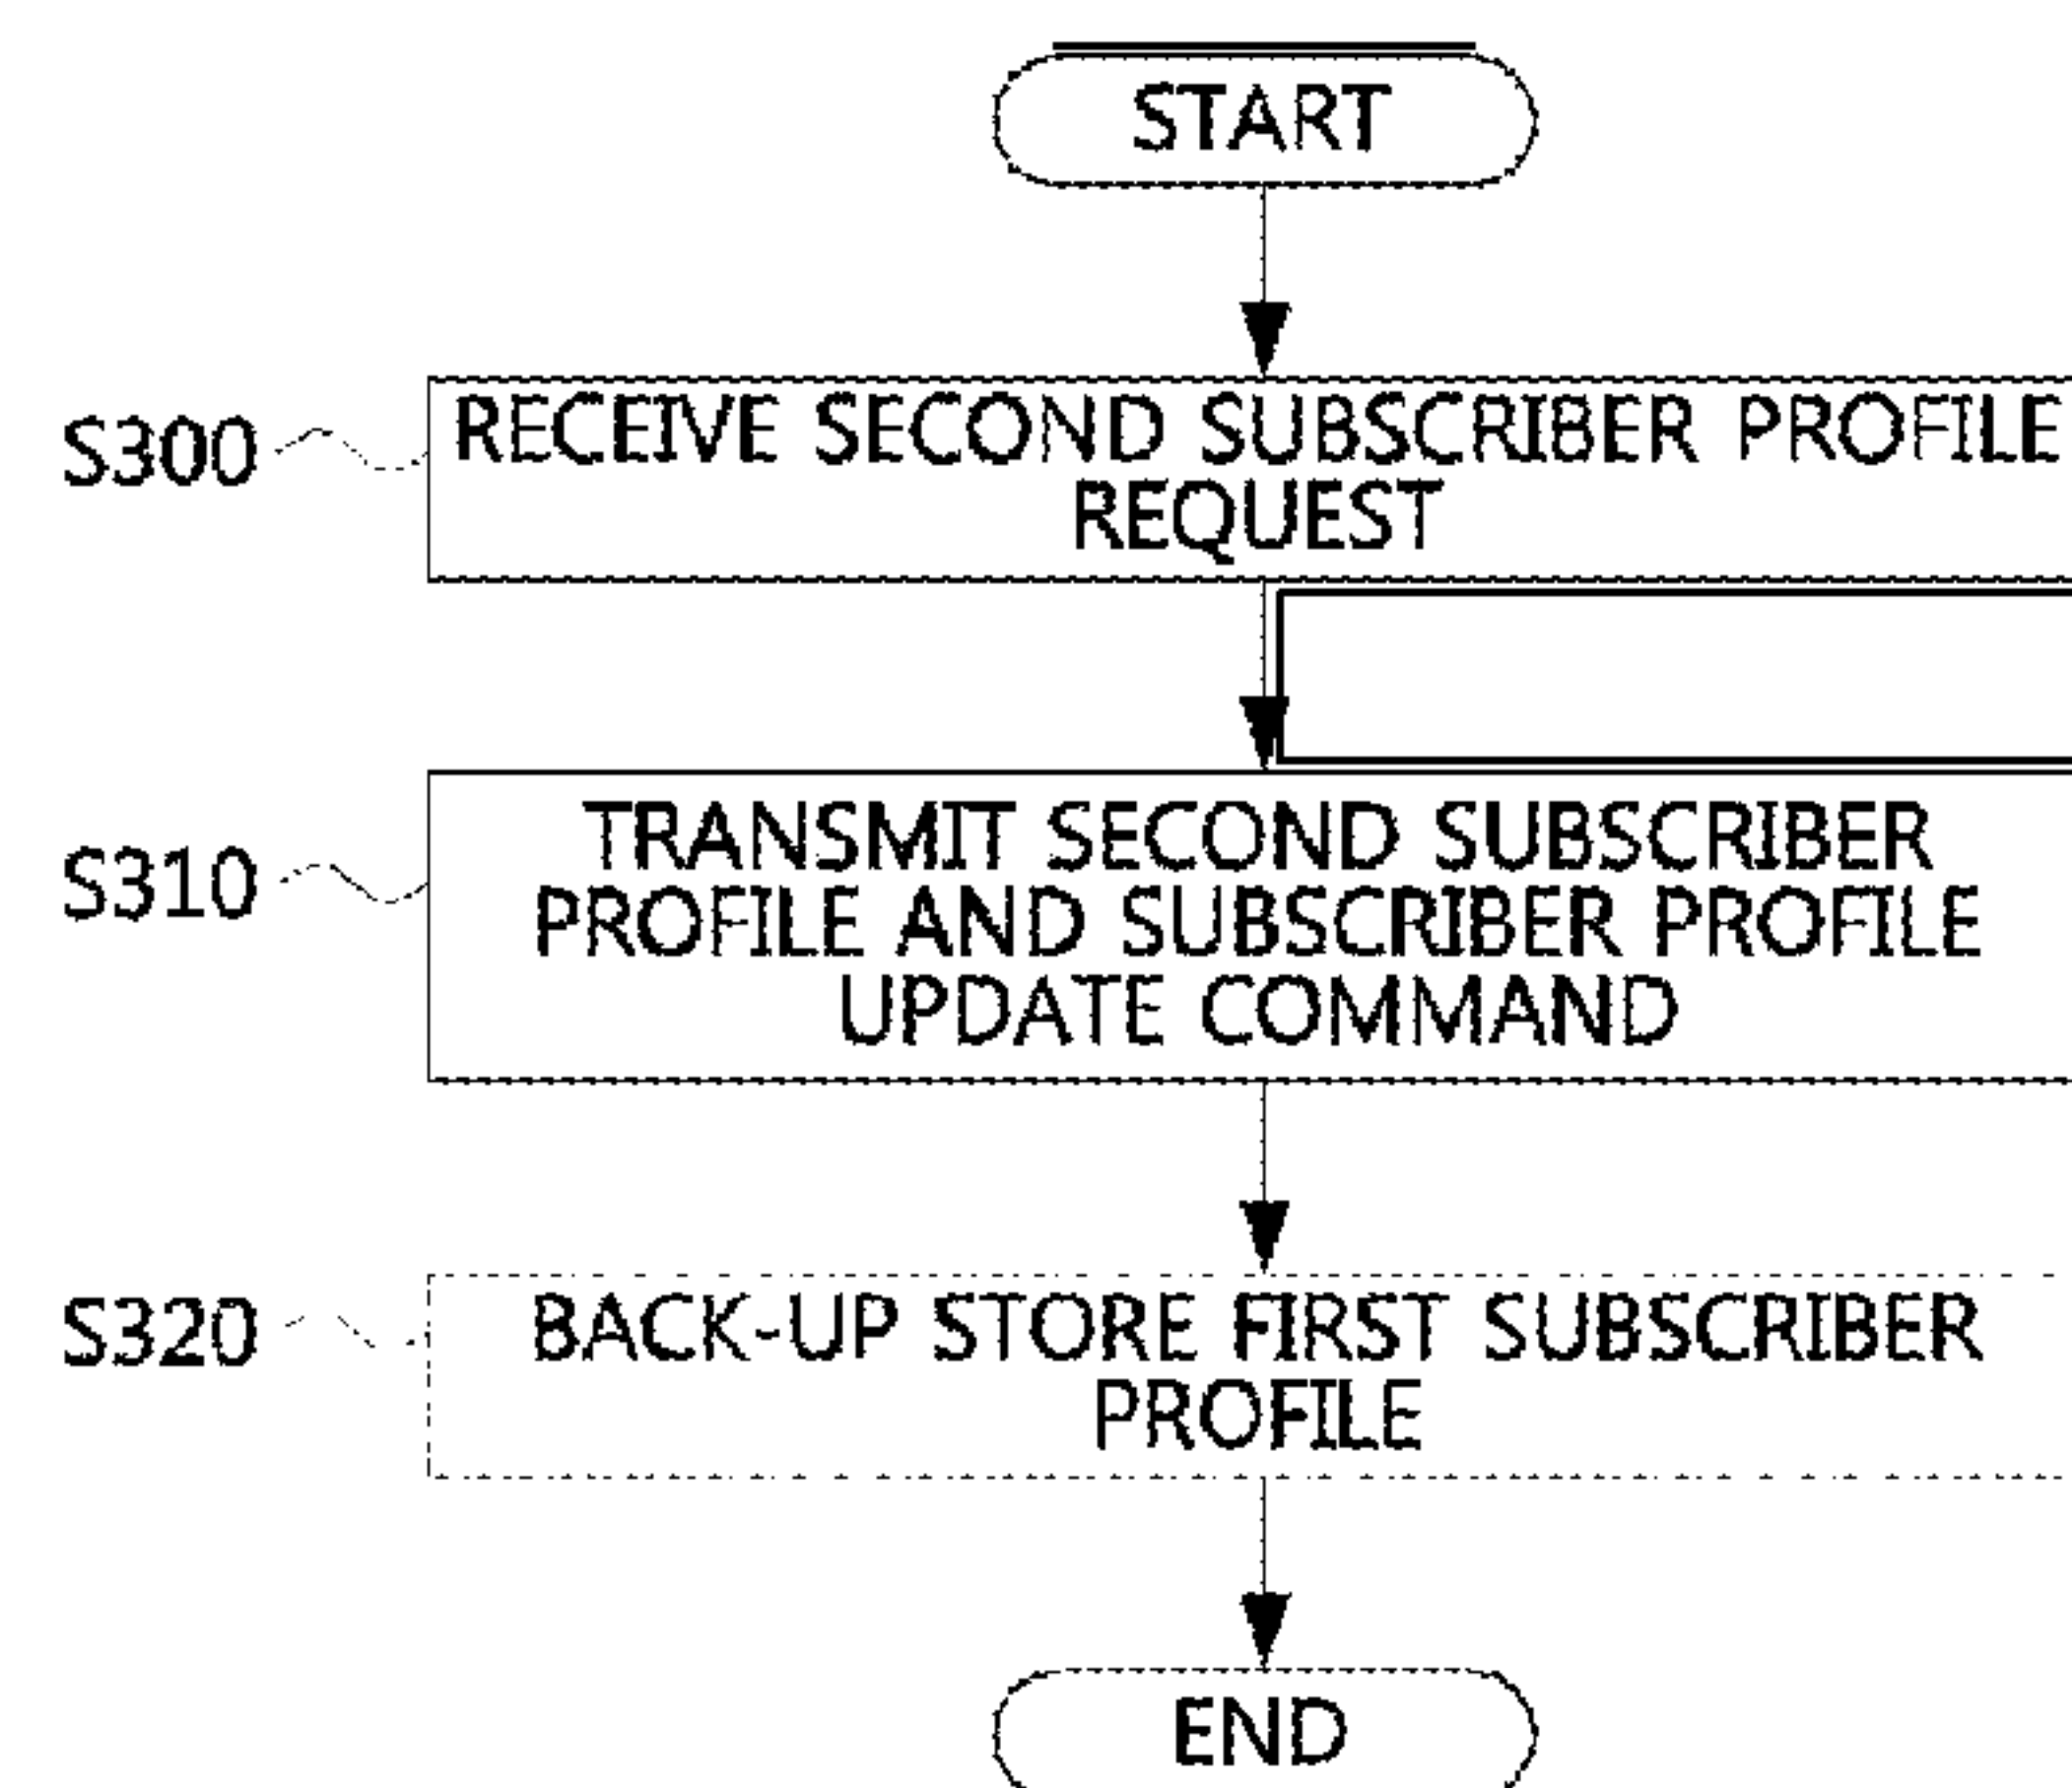 START
S300
RECEIVE SECOND SUBSCRIBER PROFILE
REQUEST
S310
TRANSMIT SECOND SUBSCRIBER
PROFILE AND SUBSCRIBER PROFILE
UPDATE COMMAND
S320
BACK-UP STORE FIRST SUBSCRIBER
PROFILE
END